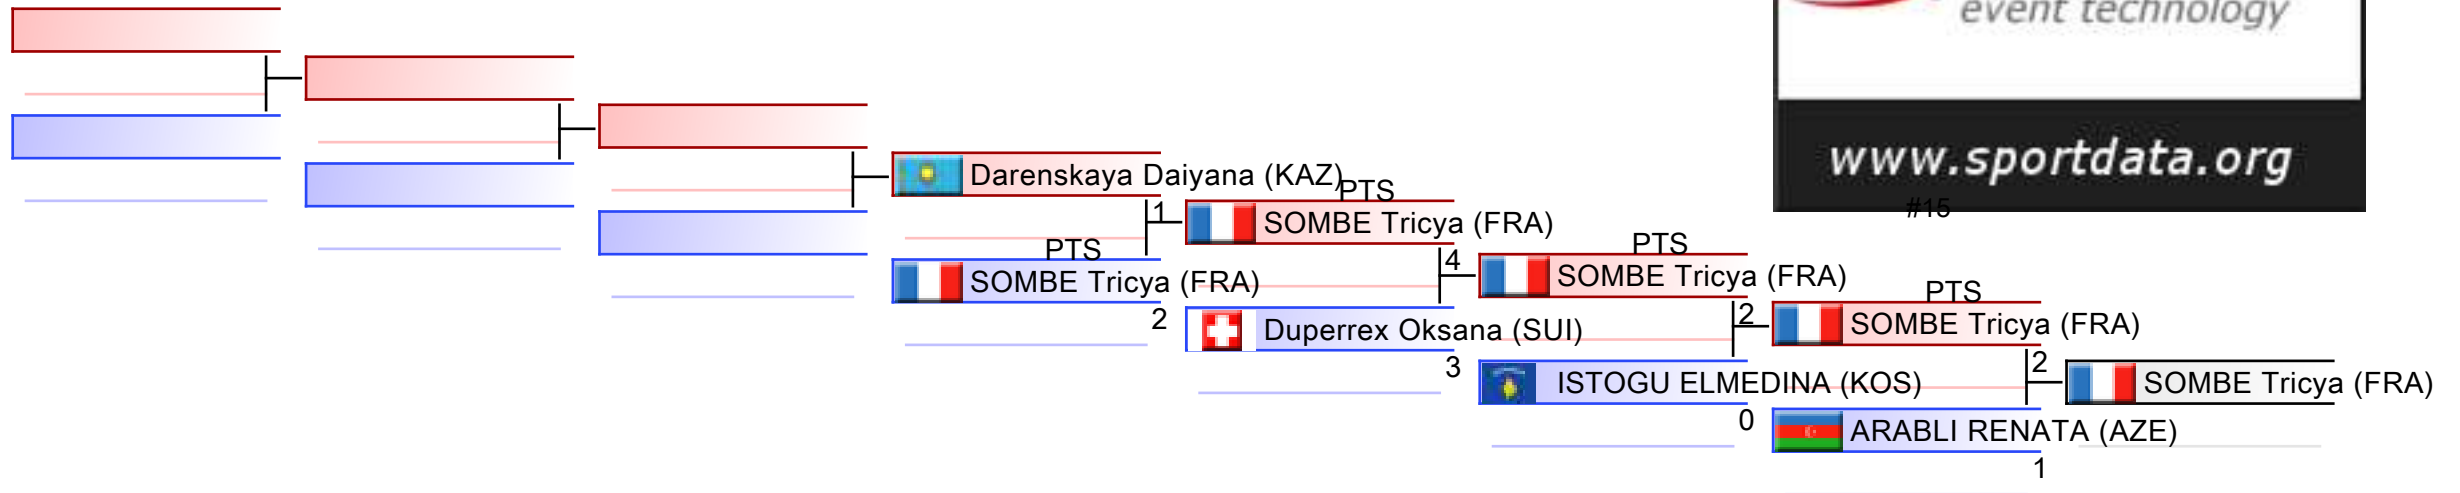 event technology
www.sportdata.org
#15
Darenskaya Daiyana (KAZ)
PTS
1
SOMBE Tricya (FRA)
PTS
SOMBE Tricya (FRA)
2
4
Duperrex Oksana (SUI)
3
PTS
SOMBE Tricya (FRA)
2
ISTOGU ELMEDINA (KOS)
0
PTS
SOMBE Tricya (FRA)
2
ARABLI RENATA (AZE)
1
SOMBE Tricya (FRA)